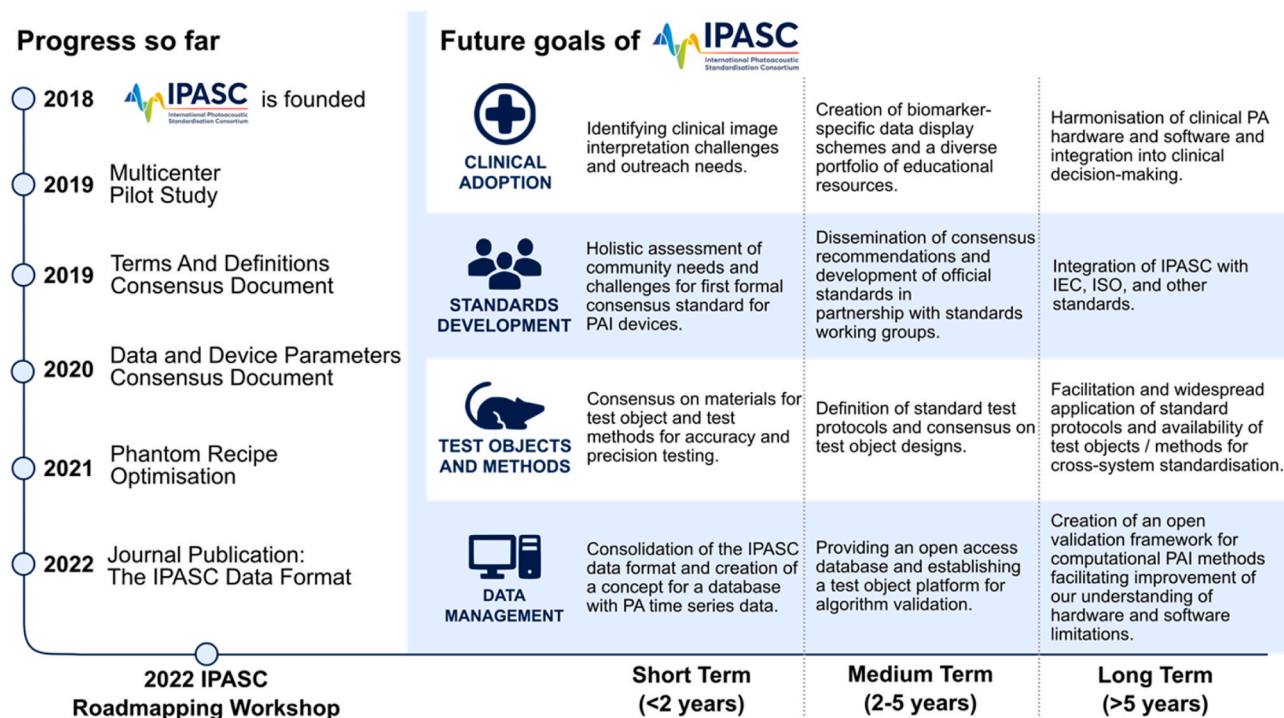 Progress so far
2018 IPASC is founded
International Photoacoustic
Standardisation Consortium
2019 Multicenter
Pilot Study
2019 Terms And Definitions
Consensus Document
2020 Data and Device Parameters
Consensus Document
2021 Phantom Recipe
Optimisation
2022 Journal Publication:
The IPASC Data Format
2022 IPASC
Roadmapping Workshop
Future goals of IPASC
International Photoacoustic
Standardisation Consortium
CLINICAL
ADOPTION
Identifying clinical image
interpretation challenges
and outreach needs.
Creation of biomarker-
specific data display
schemes and a diverse
portfolio of educational
resources.
Harmonisation of clinical PA
hardware and software and
integration into clinical
decision-making.
STANDARDS
DEVELOPMENT
Holistic assessment of
community needs and
challenges for first formal
consensus standard for
PAI devices.
Dissemination of consensus
recommendations and
development of official
standards in
partnership with standards
working groups.
Integration of IPASC with
IEC, ISO, and other
standards.
TEST OBJECTS
AND METHODS
Consensus on materials for
test object and test
methods for accuracy and
precision testing.
Definition of standard test
protocols and consensus on
test object designs.
Facilitation and widespread
application of standard
protocols and availability of
test objects / methods for
cross-system standardisation.
DATA
MANAGEMENT
Consolidation of the IPASC
data format and creation of
a concept for a database
with PA time series data.
Providing an open access
database and establishing
a test object platform for
algorithm validation.
Creation of an open
validation framework for
computational PAI methods
facilitating improvement of
our understanding of
hardware and software
limitations.
Short Term
(<2 years)
Medium Term
(2-5 years)
Long Term
(>5 years)